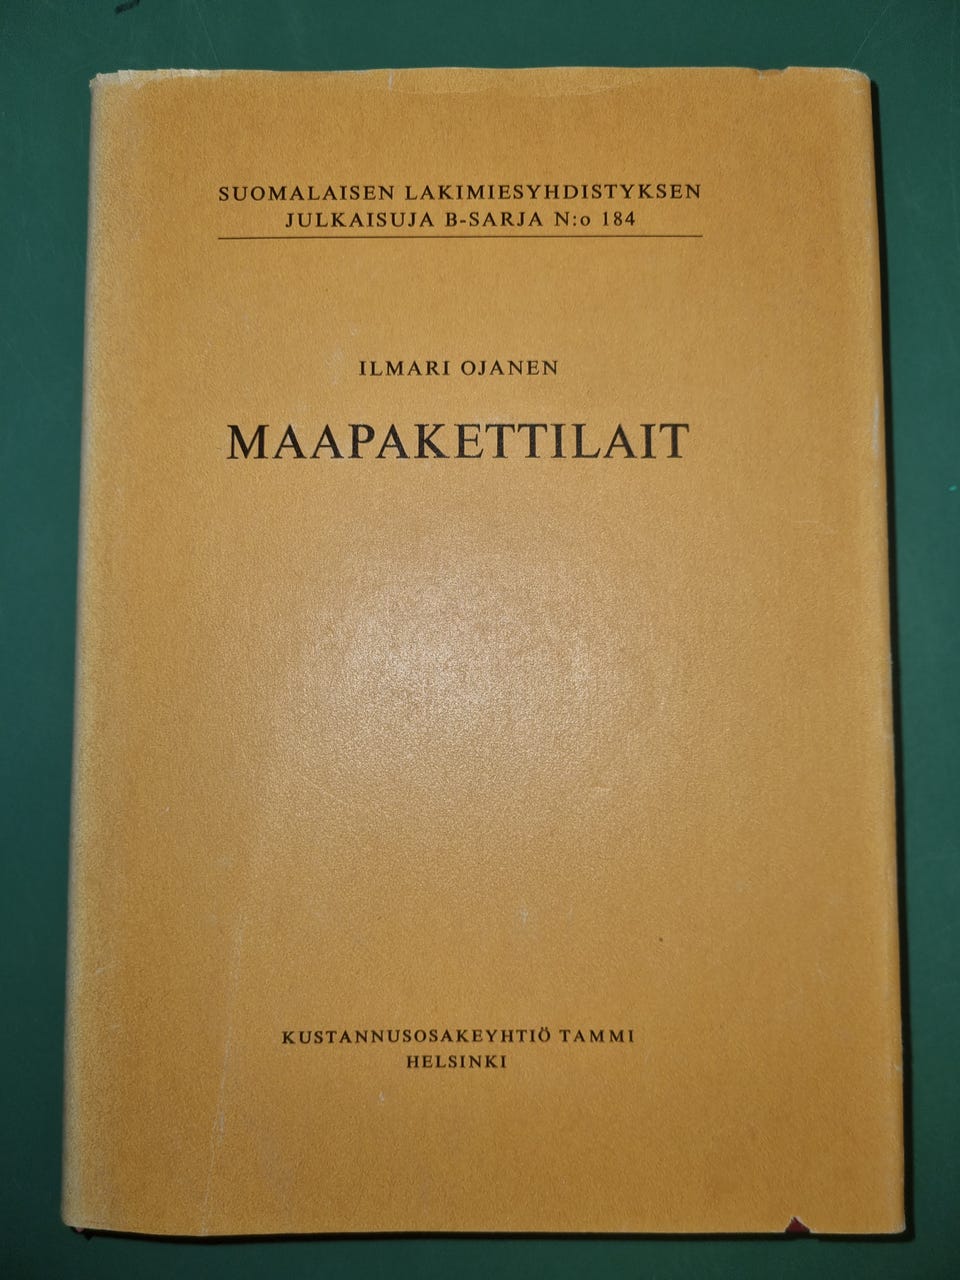 SUOMALAISEN LAKIMIESYHDISTYKSEN
JULKAISUJA B-SARJA N:o 184
ILMARI OJANEN
MAAPAKETTILAIT
KUSTANNUSOSAKEYHTIÖ TAMMI
HELSINKI